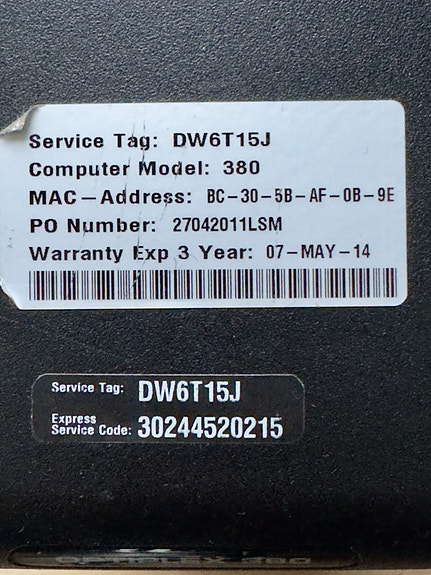 Service Tag: DW6T15J
Computer Model: 380
MAC-Address: BC-30-5B-AF-0B-9E
PO Number: 27042011LSM
Warranty Exp 3 Year: 07-MAY-14
Service Tag: DW6T15J
Express
Service Code: 30244520215